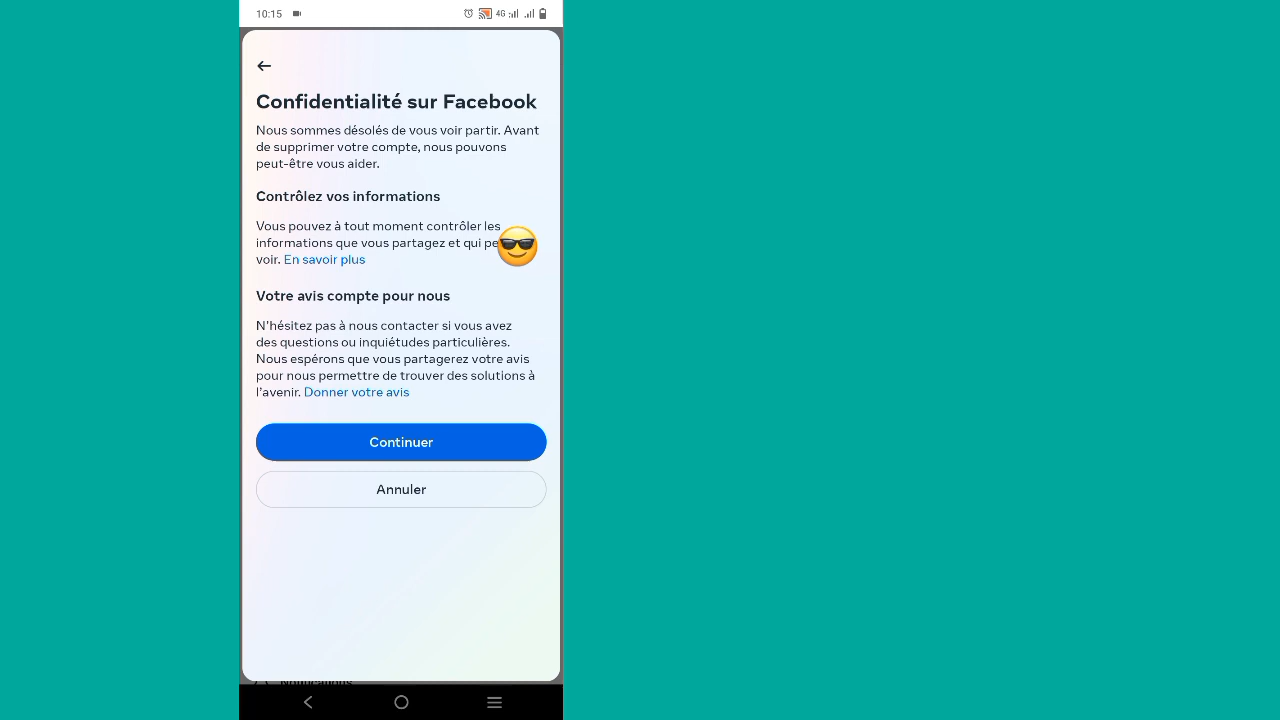 10:15
4G
Confidentialité sur Facebook
Nous sommes désolés de vous voir partir. Avant
de supprimer votre compte, nous pouvons
peut-être vous aider.
Contrôlez vos informations
Vous pouvez à tout moment contrôler les
informations que vous partagez et qui pe
voir. En savoir plus
Votre avis compte pour nous
N'hésitez pas à nous contacter si vous avez
des questions ou inquiétudes particulières.
Nous espérons que vous partagerez votre avis
pour nous permettre de trouver des solutions à
l'avenir. Donner votre avis
Continuer
Annuler